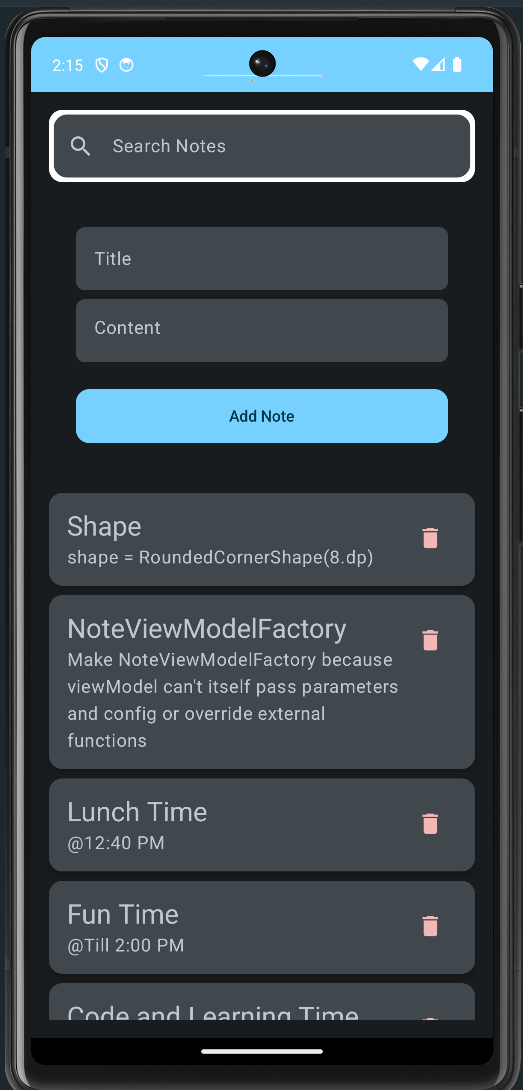 2:15
Search Notes
Title
Content
Add Note
Shape
shape = RoundedCornerShape(8.dp)
NoteViewModelFactory
Make NoteViewModelFactory because
viewModel can't itself pass parameters
and config or override external
functions
Lunch Time
@12:40 PM
Fun Time
@Till 2:00 PM
Code and Learning Time